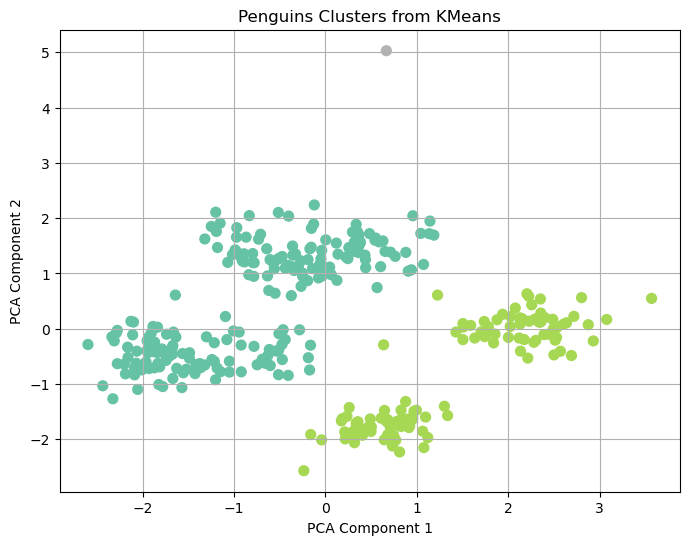 Penguins Clusters from KMeans
5
4
3
2
1
0
−1
−2
PCA Component 2
−2 −1 0 1 2 3
PCA Component 1